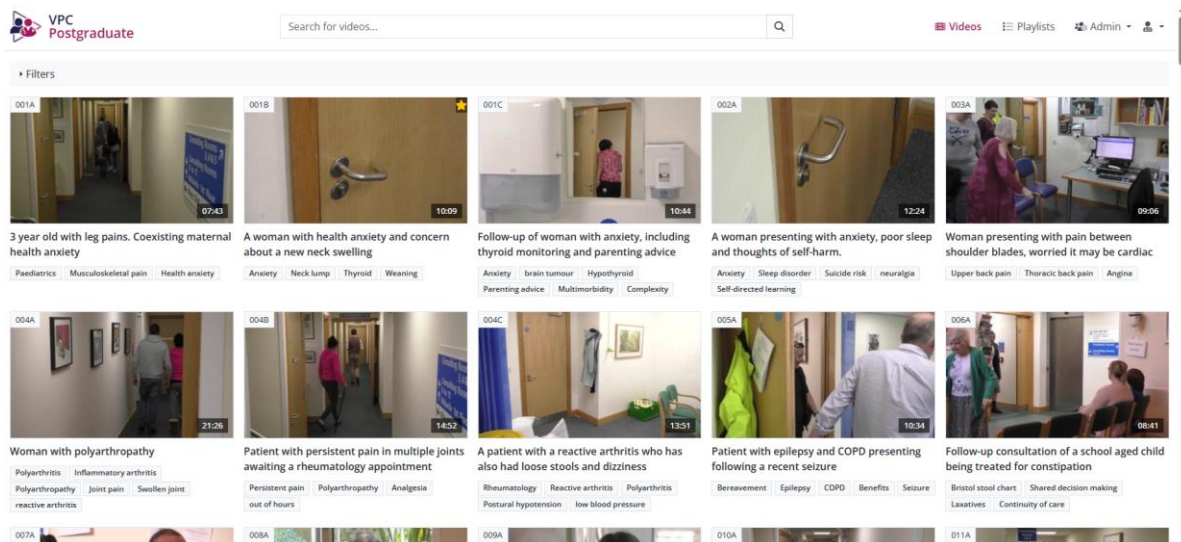 VPC
Postgraduate
Search for videos...
Videos
Playlists
Admin
Filters
001A
07:43
001B
10:09
001C
10:44
002A
12:24
003A
09:06
3 year old with leg pains. Coexisting maternal
health anxiety
Paediatrics Musculoskeletal pain Health anxiety
A woman with health anxiety and concern
about a new neck swelling
Anxiety Neck lump Thyroid Weaning
Follow-up of woman with anxiety, including
thyroid monitoring and parenting advice
Anxiety brain tumour Hypothyroid
Parenting advice Multimorbidity Complexity
A woman presenting with anxiety, poor sleep
and thoughts of self-harm.
Anxiety Sleep disorder Suicide risk neuralgia
Self-directed learning
Woman presenting with pain between
shoulder blades, worried it may be cardiac
Upper back pain Thoracic back pain Angina
004A
21:26
004B
14:52
004C
13:51
005A
10:34
006A
08:41
Woman with polyarthropathy
Polyarthritis Inflammatory arthritis
Polyarthropathy Joint pain Swollen joint
reactive arthritis
Patient with persistent pain in multiple joints
awaiting a rheumatology appointment
Persistent pain Polyarthropathy Analgesia
out of hours
A patient with a reactive arthritis who has
also had loose stools and dizziness
Rheumatology Reactive arthritis Polyarthritis
Postural hypotension low blood pressure
Patient with epilepsy and COPD presenting
following a recent seizure
Bereavement Epilepsy COPD Benefits Seizure
Follow-up consultation of a school aged child
being treated for constipation
Bristol stool chart Shared decision making
Laxatives Continuity of care
007A
008A
009A
010A
011A